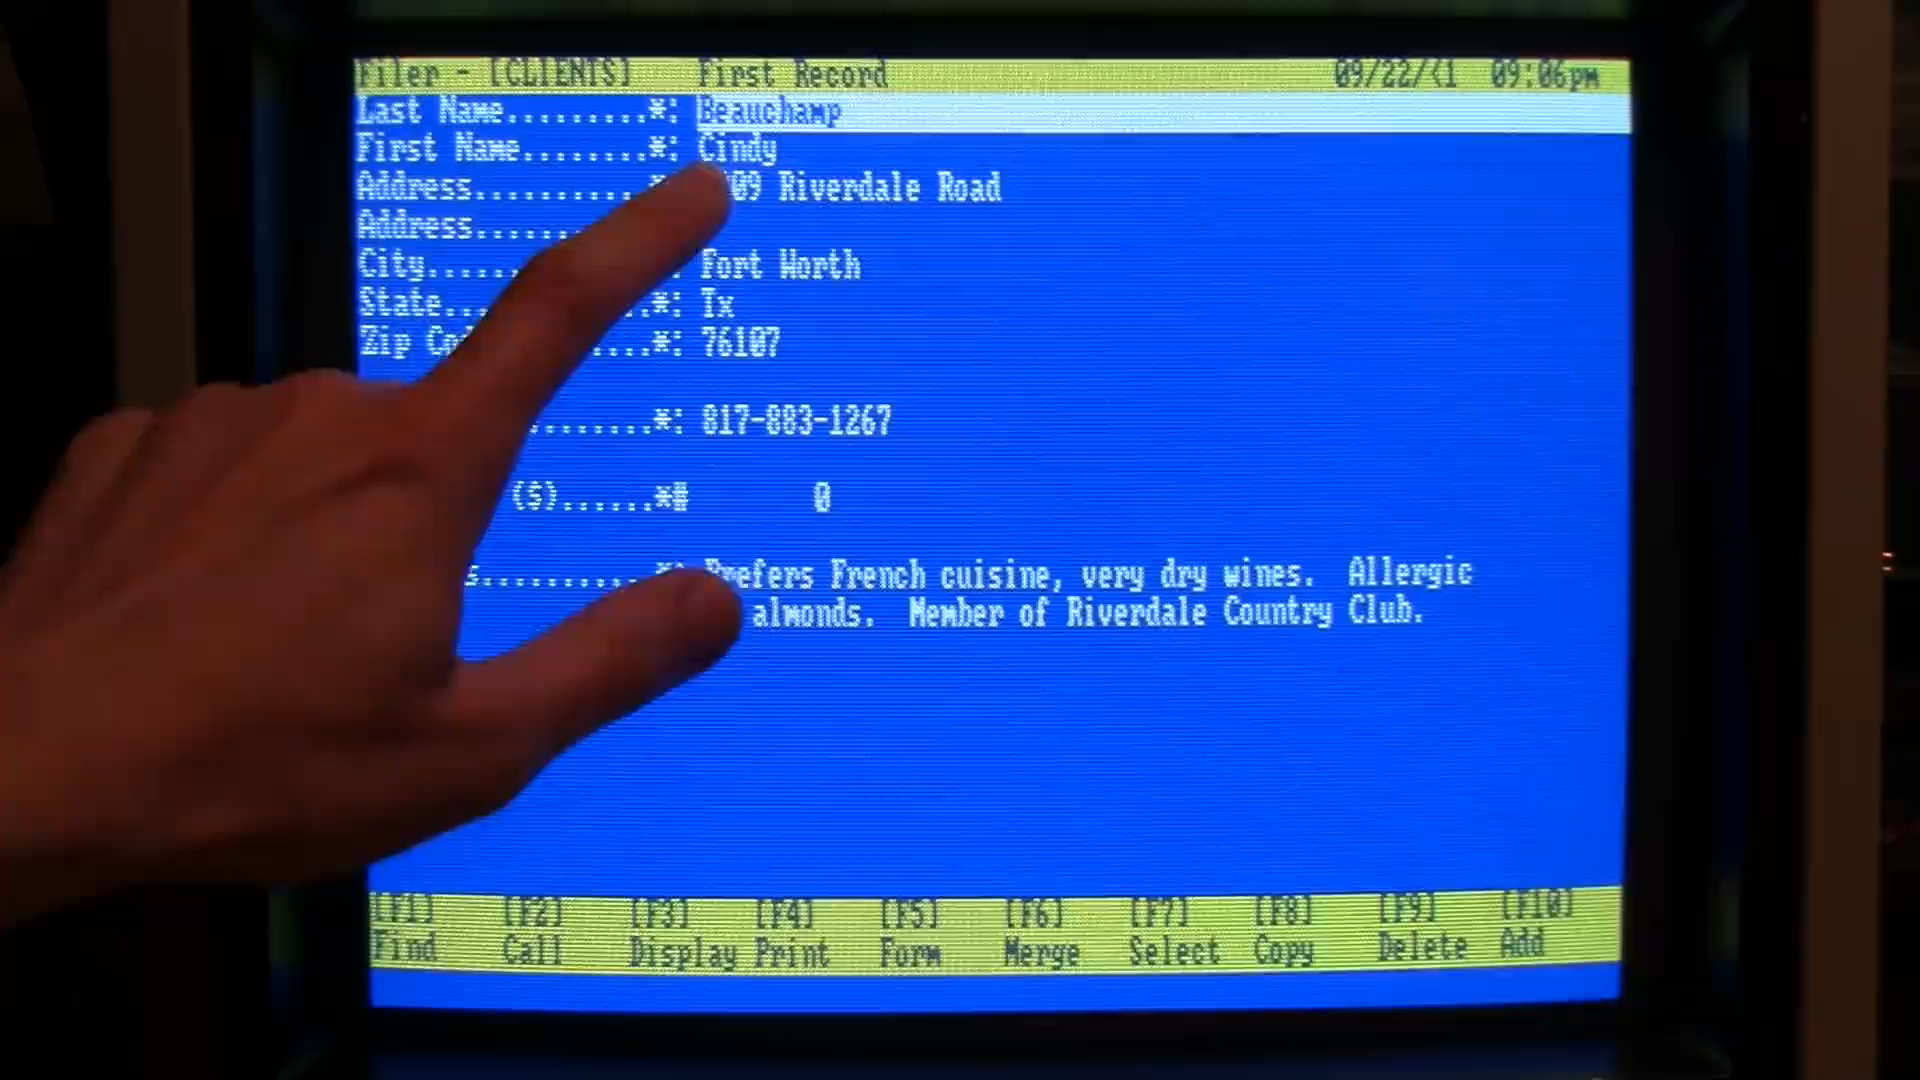 Filer - [CLIENTS] First Record 09/22/<1 09:06pm
Last Name.........*: Beauchamp
First Name........*: Cindy
Address...........* 09 Riverdale Road
Address.......
City...... : Fort Worth
State... .*: Tx
Zip ....*: 76107
........*: 817-883-1267
($)......*# 0
s...........*: Prefers French cuisine, very dry wines. Allergic
almonds. Member of Riverdale Country Club.
[F1] [F2] [F3] [F4] [F5] [F6] [F7] [F8] [F9] [F10]
Find Call Display Print Form Merge Select Copy Delete Add